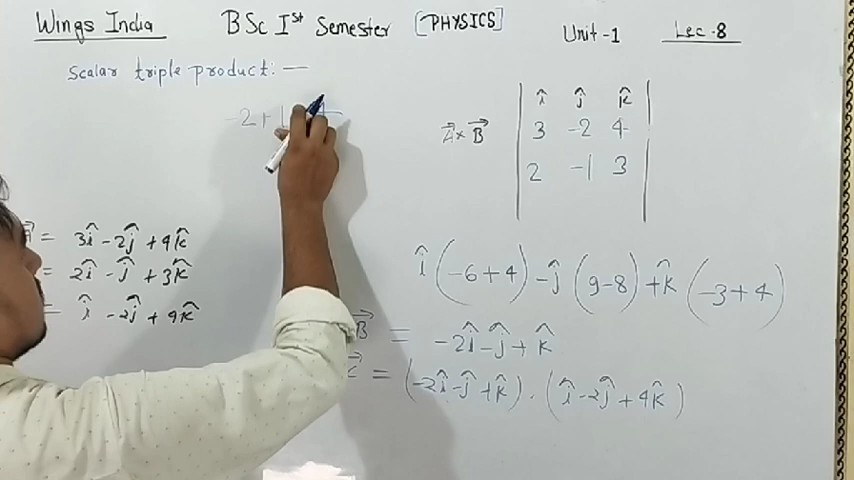 Wings India BSc Iˢᵗ Semester [PHYSICS] Unit-1 Lec-8
Scalar triple product:—
-2+
A⃗×B⃗ | î ĵ k̂ |
| 3 -2 4 |
| 2 -1 3 |
= 3î-2ĵ+4k̂
= 2î-ĵ+3k̂
= î-2ĵ+4k̂
î(-6+4)-ĵ(9-8)+k̂(-3+4)
B⃗ = -2î-ĵ+k̂
= (-2î-ĵ+k̂).(î-2ĵ+4k̂)